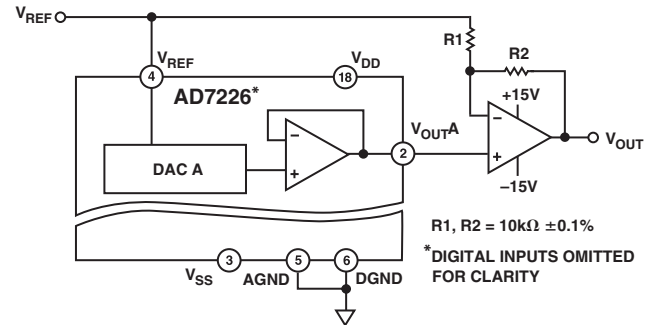 VREF
R1
R2
VREF
VDD
4
18
AD7226*
+15V
−
−
VOUTA
VOUT
2
DAC A
+
+
−15V
R1, R2 = 10kΩ ±0.1%
*DIGITAL INPUTS OMITTED
FOR CLARITY
3
5
6
VSS
AGND
DGND